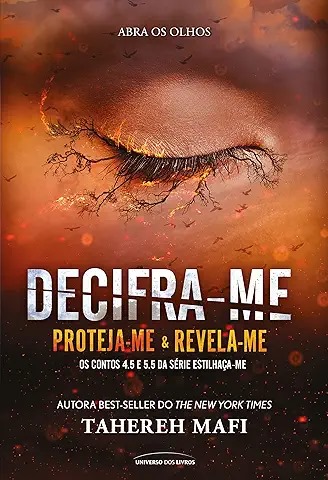 ABRA OS OLHOS
DECIFRA-ME
PROTEJA-ME & REVELA-ME
OS CONTOS 4.5 E 5.5 DA SÉRIE ESTILHAÇA-ME
AUTORA BEST-SELLER DO THE NEW YORK TIMES
TAHEREH MAFI
UNIVERSO DOS LIVROS